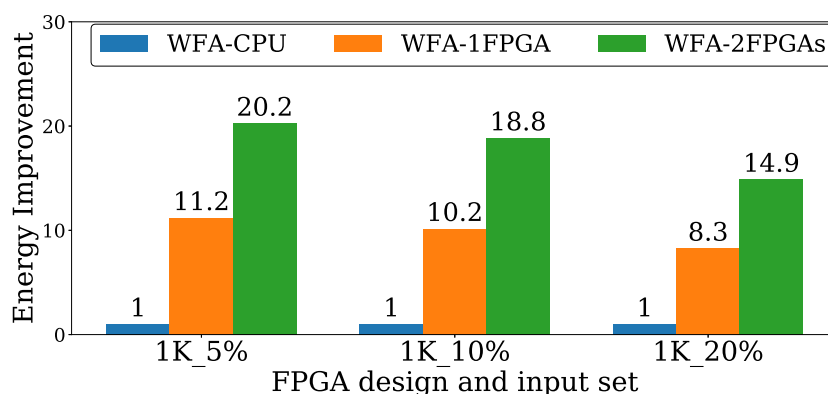 30
WFA-CPU WFA-1FPGA WFA-2FPGAs
20.2
18.8
20
14.9
11.2
10.2
10
8.3
1 1 1
0
1K_5% 1K_10% 1K_20%
Energy Improvement
FPGA design and input set